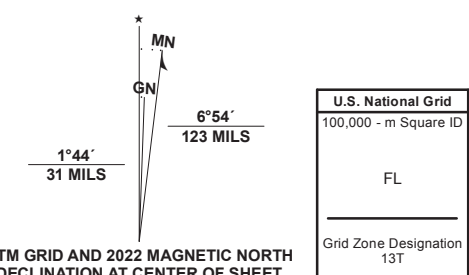 MN
GN
6°54´
123 MILS
1°44´
31 MILS
TM GRID AND 2022 MAGNETIC NORTH
DECLINATION AT CENTER OF SHEET
U.S. National Grid
100,000 - m Square ID
FL
Grid Zone Designation
13T